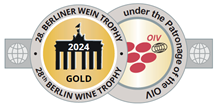 · 28. BERLINER WEIN TROPHY ·
2024
GOLD
28th BERLIN WINE TROPHY
under the Patronage of the OIV
OIV